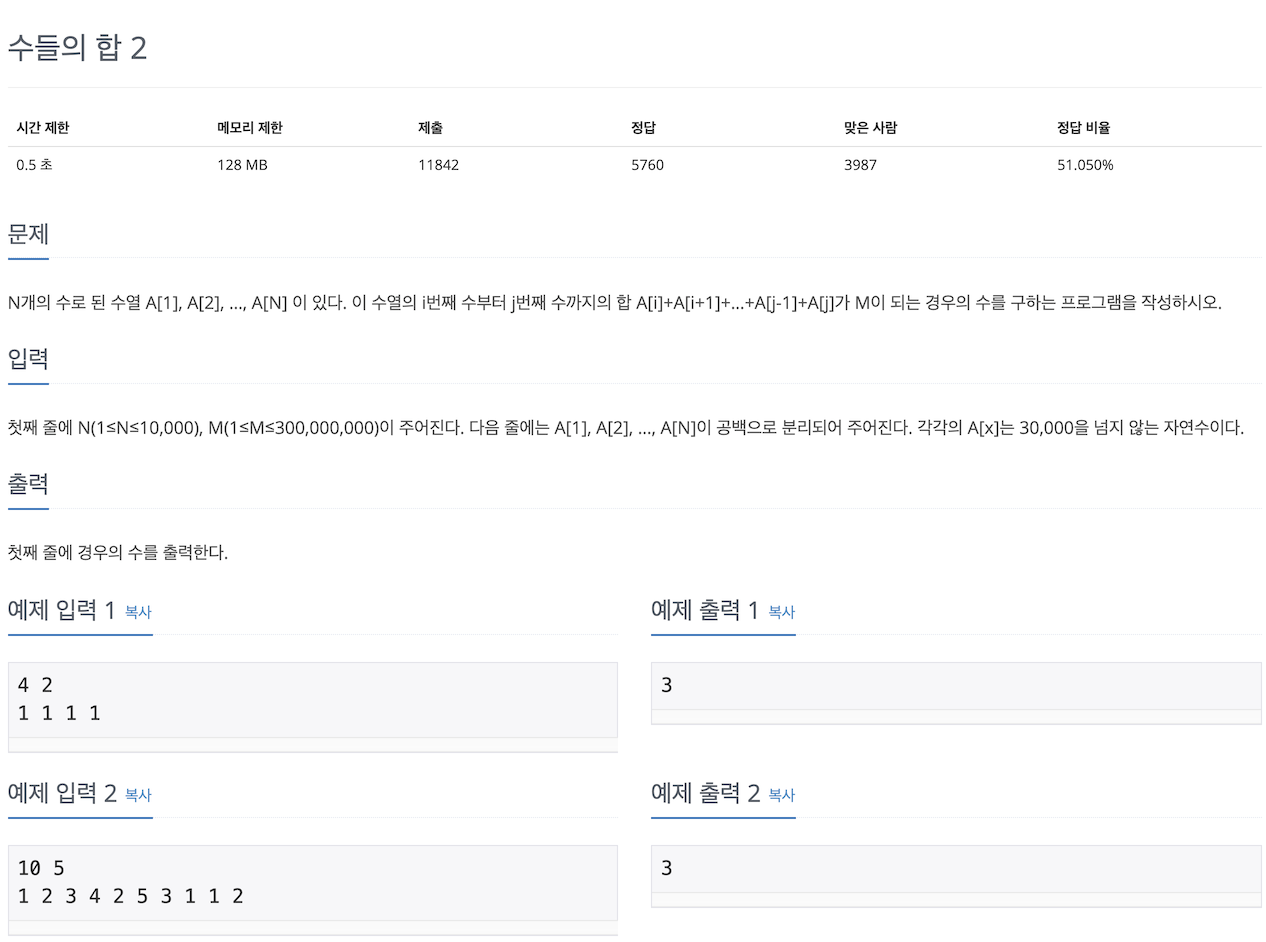 수들의 합 2
시간 제한 메모리 제한 제출 정답 맞은 사람 정답 비율
0.5 초 128 MB 11842 5760 3987 51.050%
문제
N개의 수로 된 수열 A[1], A[2], …, A[N] 이 있다. 이 수열의 i번째 수부터 j번째 수까지의 합 A[i]+A[i+1]+…+A[j-1]+A[j]가 M이 되는 경우의 수를 구하는 프로그램을 작성하시오.
입력
첫째 줄에 N(1≤N≤10,000), M(1≤M≤300,000,000)이 주어진다. 다음 줄에는 A[1], A[2], …, A[N]이 공백으로 분리되어 주어진다. 각각의 A[x]는 30,000을 넘지 않는 자연수이다.
출력
첫째 줄에 경우의 수를 출력한다.
예제 입력 1 복사
4 2
1 1 1 1
예제 출력 1 복사
3
예제 입력 2 복사
10 5
1 2 3 4 2 5 3 1 1 2
예제 출력 2 복사
3